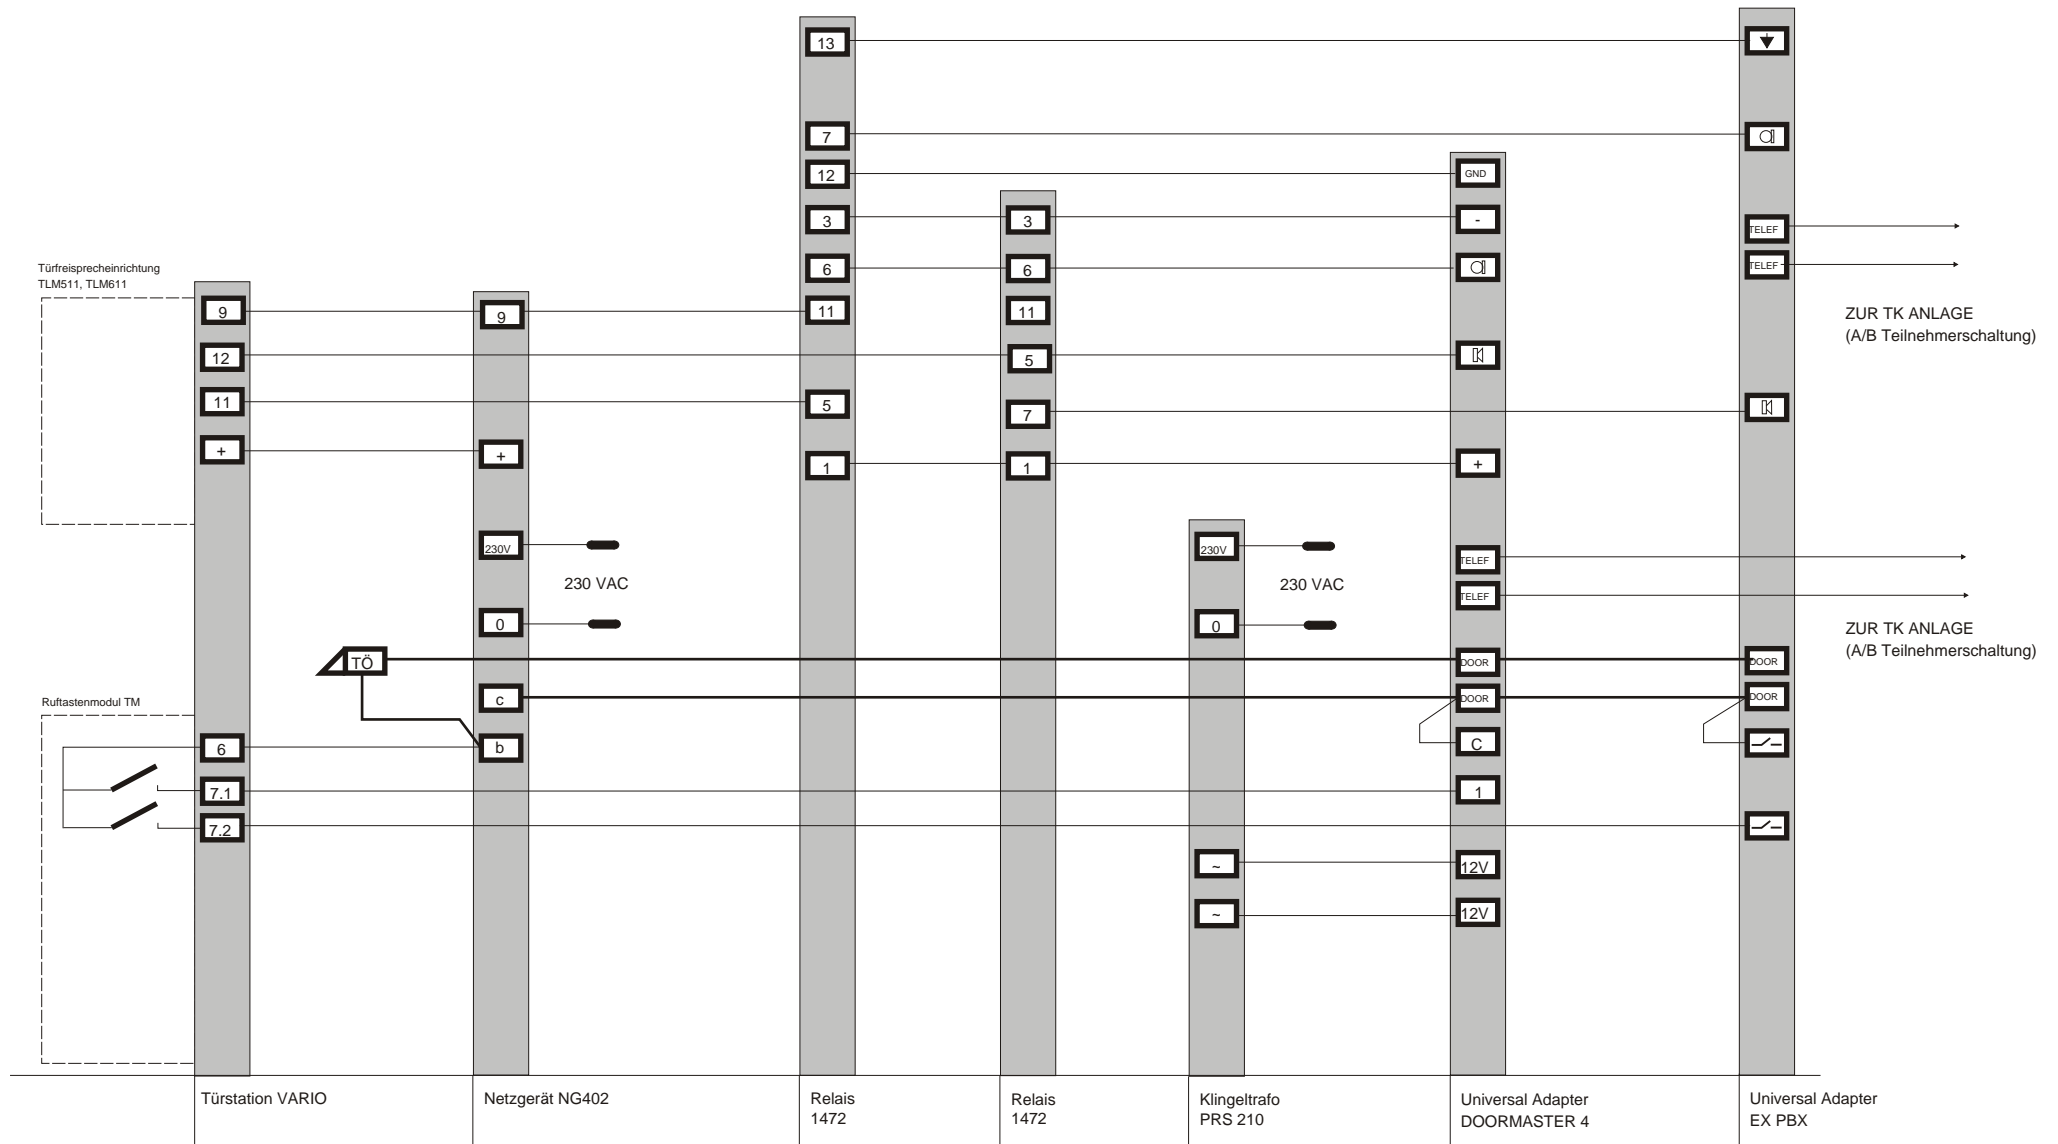 13
7
12
GND
3
3
-
TELEF
6
6
TELEF
Türfreisprecheinrichtung
TLM511, TLM611
9
9
11
11
ZUR TK ANLAGE
(A/B Teilnehmerschaltung)
12
5
11
5
7
+
+
1
1
+
230V
230V
TELEF
230 VAC
230 VAC
TELEF
0
0
ZUR TK ANLAGE
(A/B Teilnehmerschaltung)
TÖ
DOOR
DOOR
c
DOOR
DOOR
Ruftastenmodul TM
6
b
C
7.1
1
7.2
~
12V
~
12V
Türstation VARIO
Netzgerät NG402
Relais
1472
Relais
1472
Klingeltrafo
PRS 210
Universal Adapter
DOORMASTER 4
Universal Adapter
EX PBX